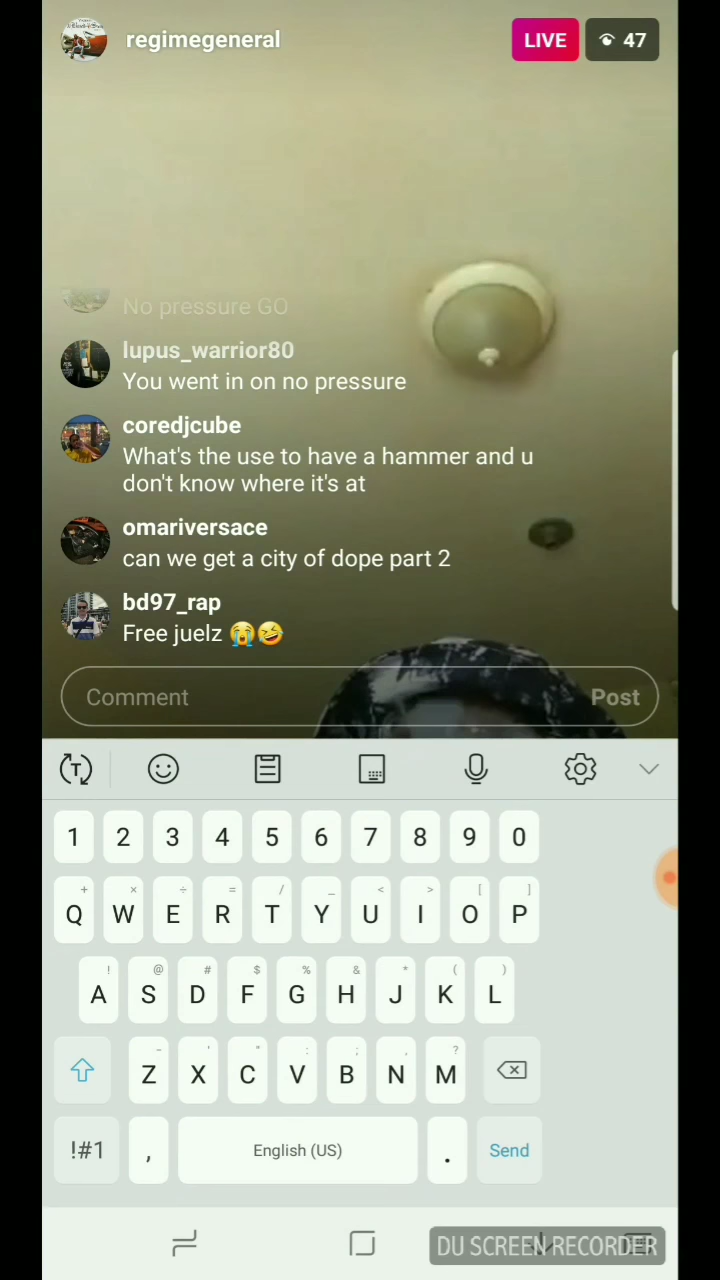 regimegeneral
LIVE
47
No pressure GO
lupus_warrior80
You went in on no pressure
coredjcube
What's the use to have a hammer and u
don't know where it's at
omariversace
can we get a city of dope part 2
bd97_rap
Free juelz 😭🤣
Comment
Post
T
1 2 3 4 5 6 7 8 9 0
+ × ÷ = / _ < > [ ]
Q W E R T Y U I O P
! @ # $ % & * ( )
A S D F G H J K L
- ' " : ; , ?
Z X C V B N M
!#1 , English (US) . Send
DU SCREEN RECORDER